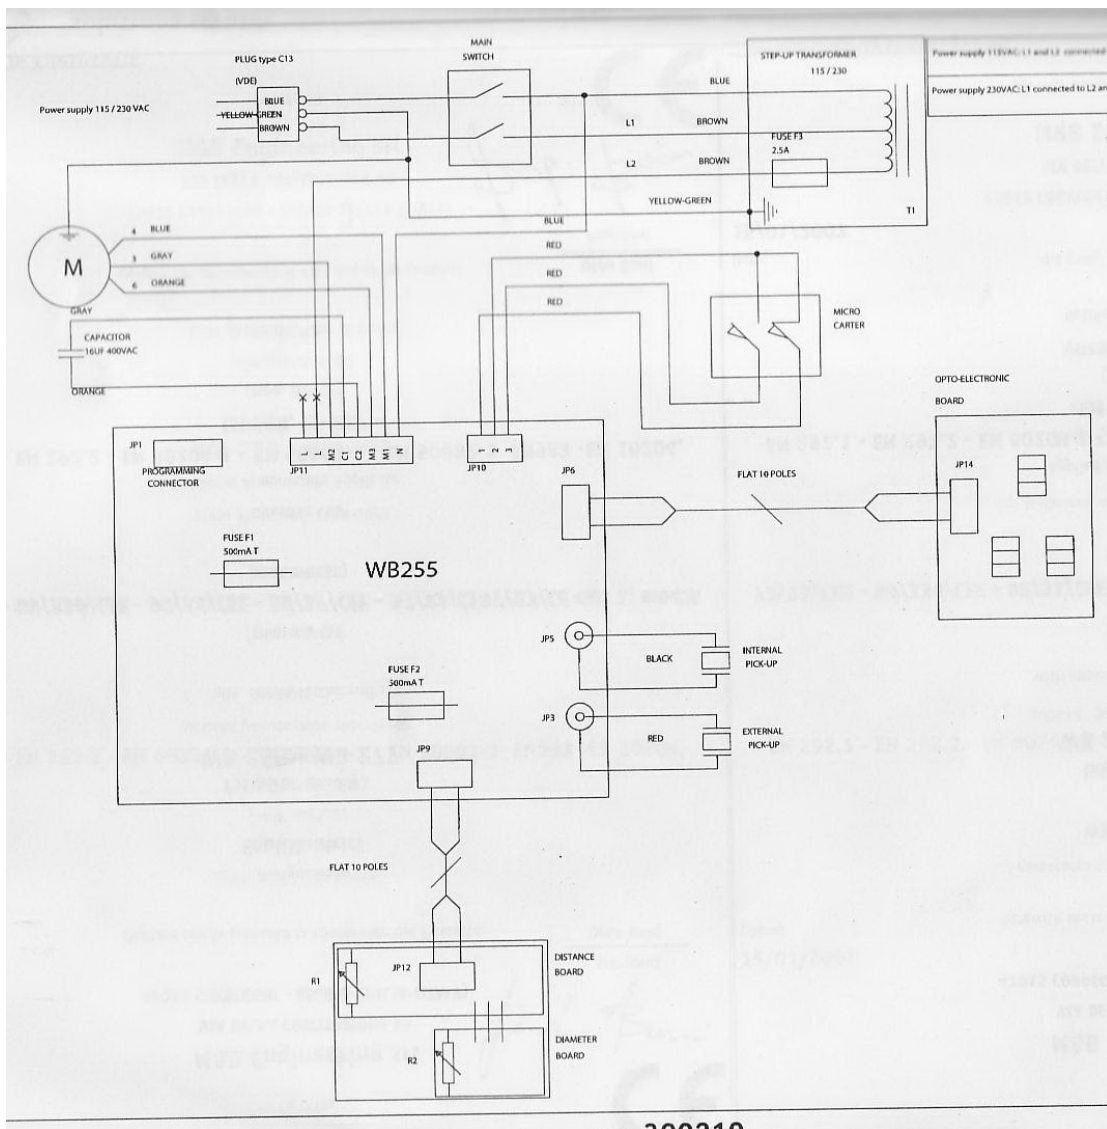 MAIN
SWITCH
PLUG type C13
(VDE)
Power supply 115 / 230 VAC
BLUE
YELLOW-GREEN
BROWN
STEP-UP TRANSFORMER
115 / 230
Power supply 115VAC: L1 and L2 connected
Power supply 230VAC: L1 connected to L2 an
BLUE
L1
BROWN
L2
BROWN
FUSE F3
2.5A
YELLOW-GREEN
T1
BLUE
RED
RED
RED
M
4 BLUE
3 GRAY
6 ORANGE
GRAY
CAPACITOR
16UF 400VAC
ORANGE
MICRO
CARTER
OPTO-ELECTRONIC
BOARD
JP1
PROGRAMMING
CONNECTOR
JP11
L L M2 C1 C2 M3 M1 N
JP10
1 2 3
JP6
FLAT 10 POLES
JP14
FUSE F1
500mA T
WB255
JP5
BLACK
INTERNAL
PICK-UP
FUSE F2
500mA T
JP3
RED
EXTERNAL
PICK-UP
JP9
FLAT 10 POLES
DISTANCE
BOARD
R1
JP12
DIAMETER
BOARD
R2